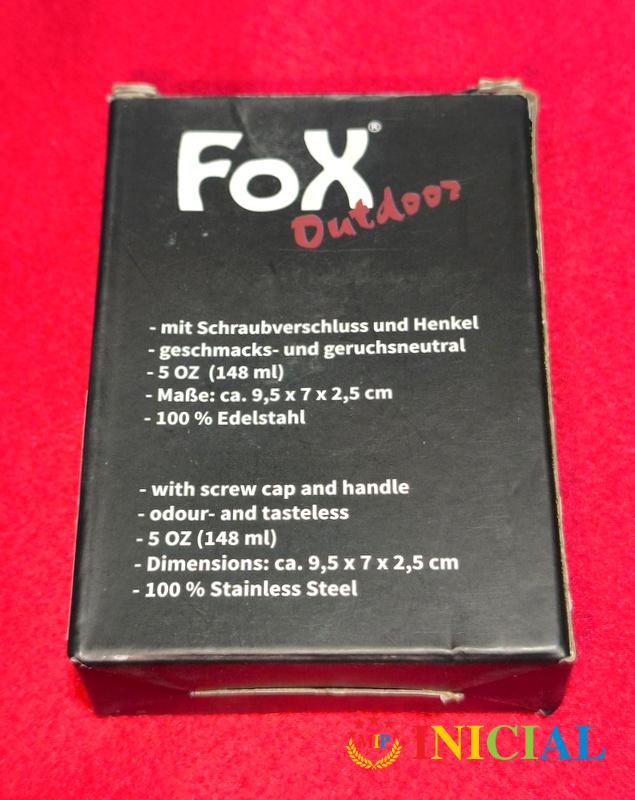 FoX®
Outdoor
- mit Schraubverschluss und Henkel
- geschmacks- und geruchsneutral
- 5 OZ (148 ml)
- Maße: ca. 9,5 x 7 x 2,5 cm
- 100 % Edelstahl
- with screw cap and handle
- odour- and tasteless
- 5 OZ (148 ml)
- Dimensions: ca. 9,5 x 7 x 2,5 cm
- 100 % Stainless Steel
IP INICIAL